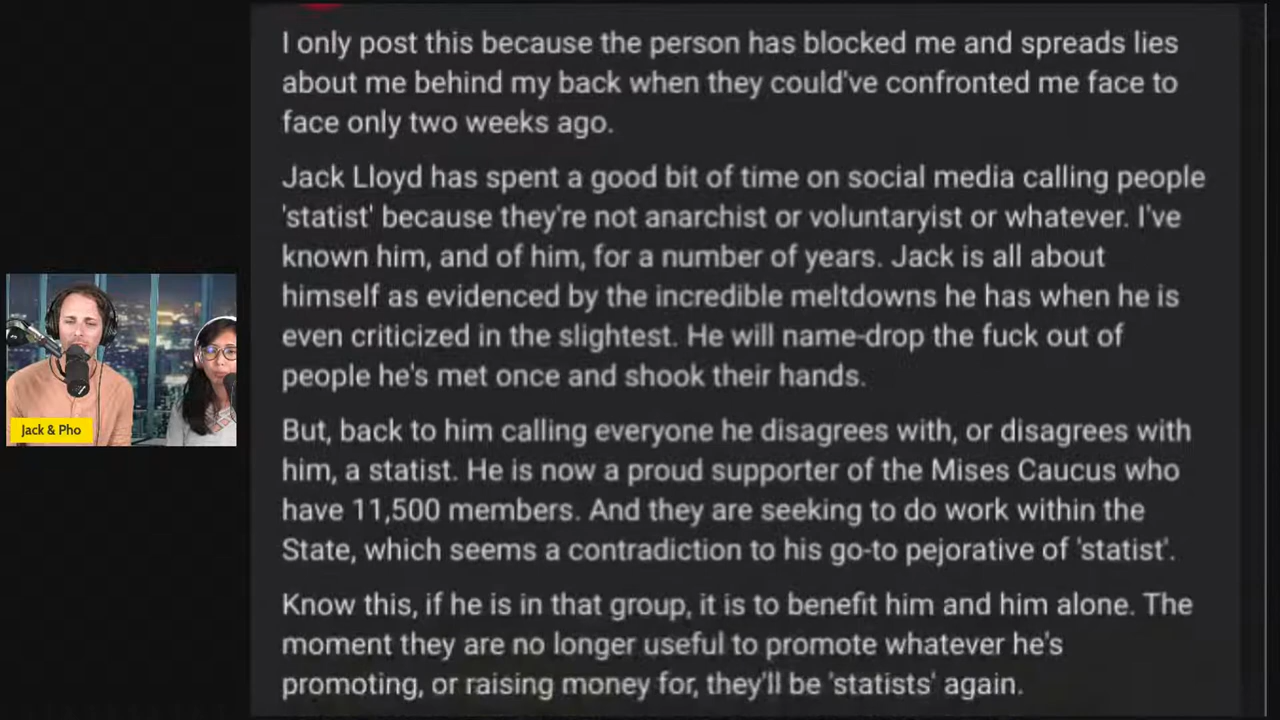 I only post this because the person has blocked me and spreads lies
about me behind my back when they could've confronted me face to
face only two weeks ago.
Jack Lloyd has spent a good bit of time on social media calling people
'statist' because they're not anarchist or voluntaryist or whatever. I've
known him, and of him, for a number of years. Jack is all about
himself as evidenced by the incredible meltdowns he has when he is
even criticized in the slightest. He will name-drop the fuck out of
people he's met once and shook their hands.
But, back to him calling everyone he disagrees with, or disagrees with
him, a statist. He is now a proud supporter of the Mises Caucus who
have 11,500 members. And they are seeking to do work within the
State, which seems a contradiction to his go-to pejorative of 'statist'.
Know this, if he is in that group, it is to benefit him and him alone. The
moment they are no longer useful to promote whatever he's
promoting, or raising money for, they'll be 'statists' again.
Jack & Pho